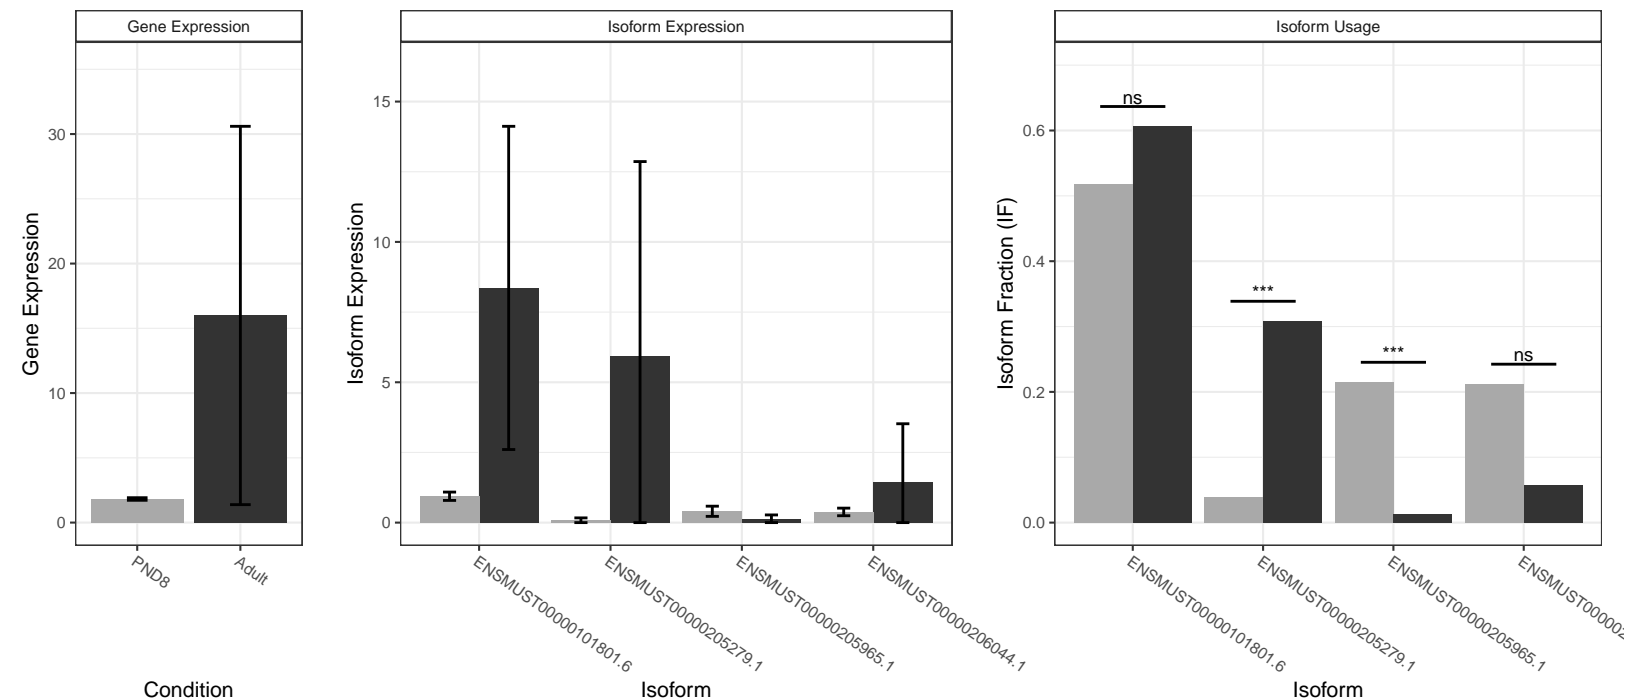 Gene Expression
Isoform Expression
Isoform Usage
Gene Expression
30
20
10
0
PND8
Adult
Condition
Isoform Expression
15
10
5
0
ENSMUST00000101801.6
ENSMUST00000205279.1
ENSMUST00000205965.1
ENSMUST00000206044.1
Isoform
Isoform Fraction (IF)
0.6
0.4
0.2
0.0
ns
***
***
ns
ENSMUST00000101801.6
ENSMUST00000205279.1
ENSMUST00000205965.1
ENSMUST000002
Isoform